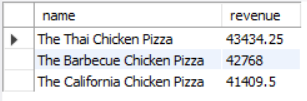 name revenue
The Thai Chicken Pizza 43434.25
The Barbecue Chicken Pizza 42768
The California Chicken Pizza 41409.5